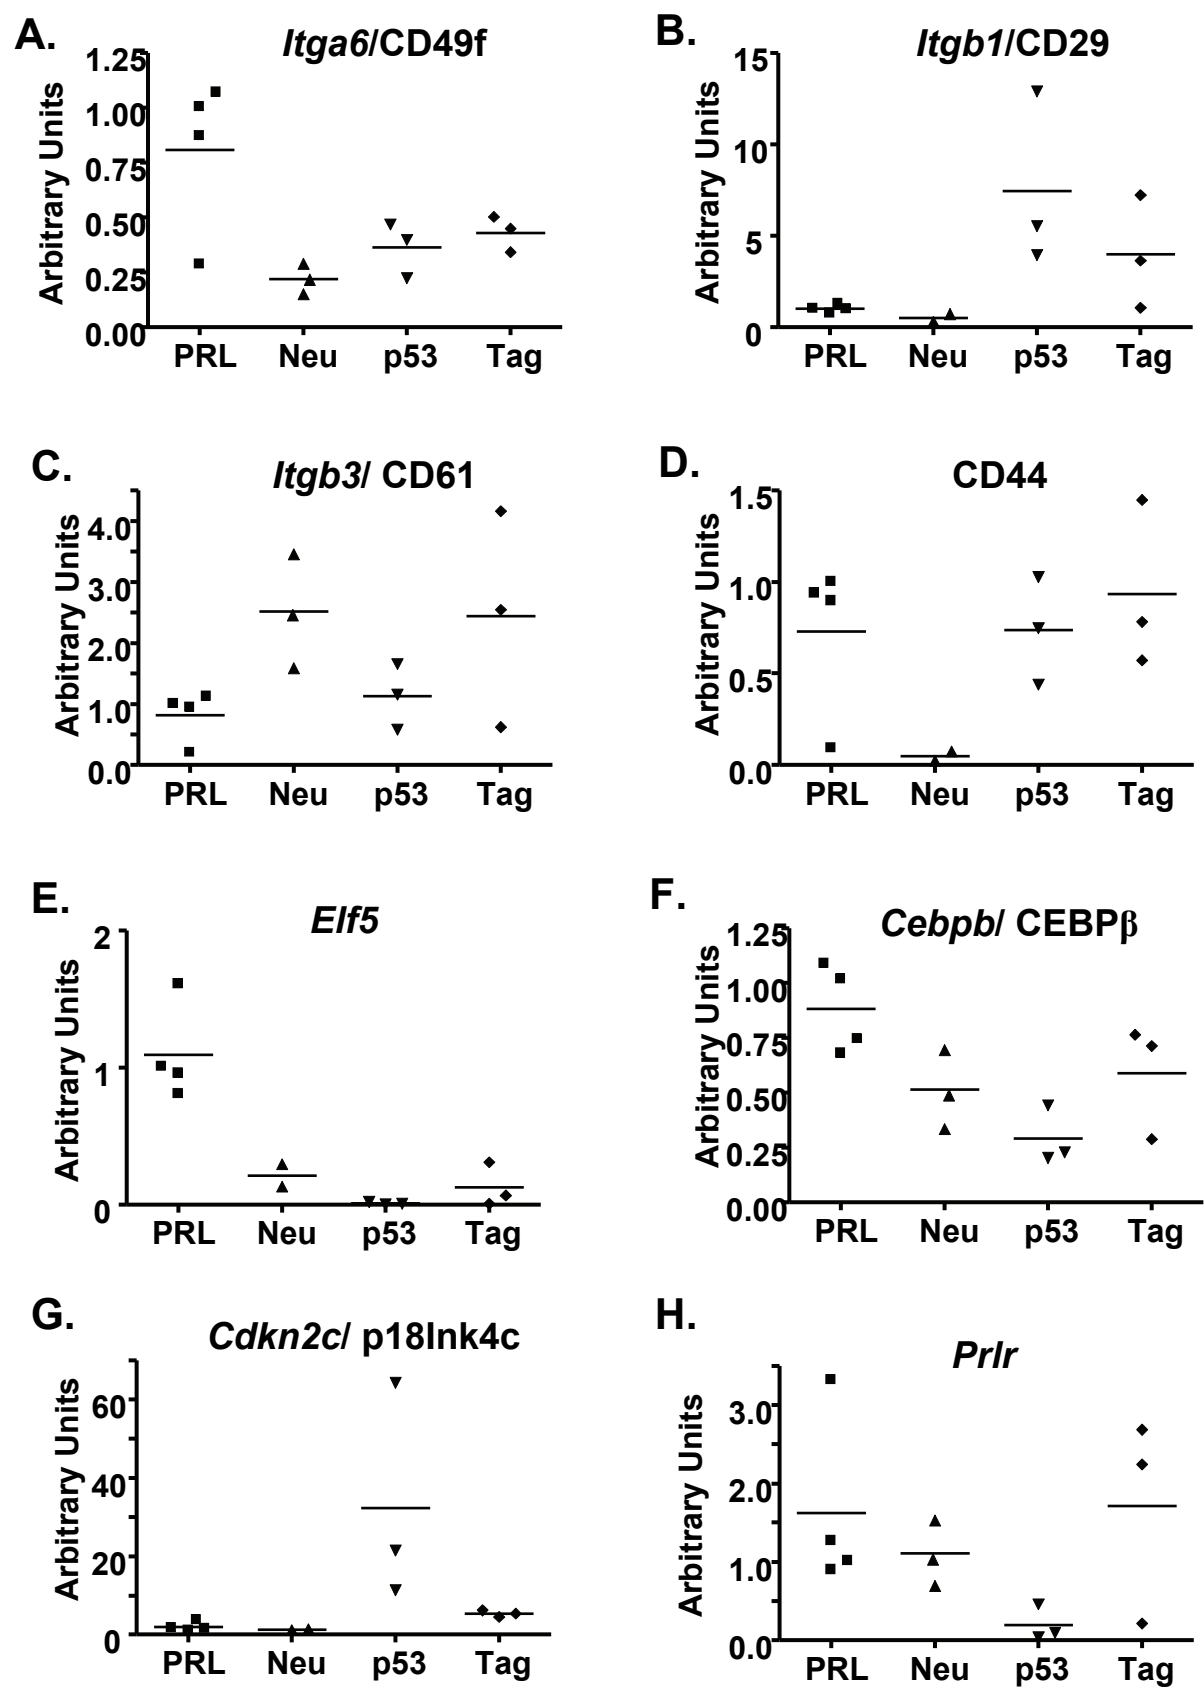 A.
Itga6/CD49f
Arbitrary Units
1.25
1.00
0.75
0.50
0.25
0.00
PRL Neu p53 Tag
B.
Itgb1/CD29
Arbitrary Units
15
10
5
0
PRL Neu p53 Tag
C.
Itgb3/ CD61
Arbitrary Units
4.0
3.0
2.0
1.0
0.0
PRL Neu p53 Tag
D.
CD44
Arbitrary Units
1.5
1.0
0.5
0.0
PRL Neu p53 Tag
E.
Elf5
Arbitrary Units
2
1
0
PRL Neu p53 Tag
F.
Cebpb/ CEBPβ
Arbitrary Units
1.25
1.00
0.75
0.50
0.25
0.00
PRL Neu p53 Tag
G.
Cdkn2c/ p18Ink4c
Arbitrary Units
60
40
20
0
PRL Neu p53 Tag
H.
Prlr
Arbitrary Units
3.0
2.0
1.0
0.0
PRL Neu p53 Tag